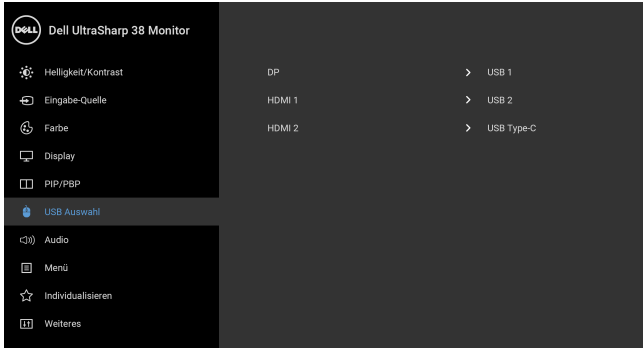 DELL Dell UltraSharp 38 Monitor
Helligkeit/Kontrast
DP > USB 1
Eingabe-Quelle
HDMI 1 > USB 2
Farbe
HDMI 2 > USB Type-C
Display
PIP/PBP
USB Auswahl
Audio
Menü
Individualisieren
Weiteres